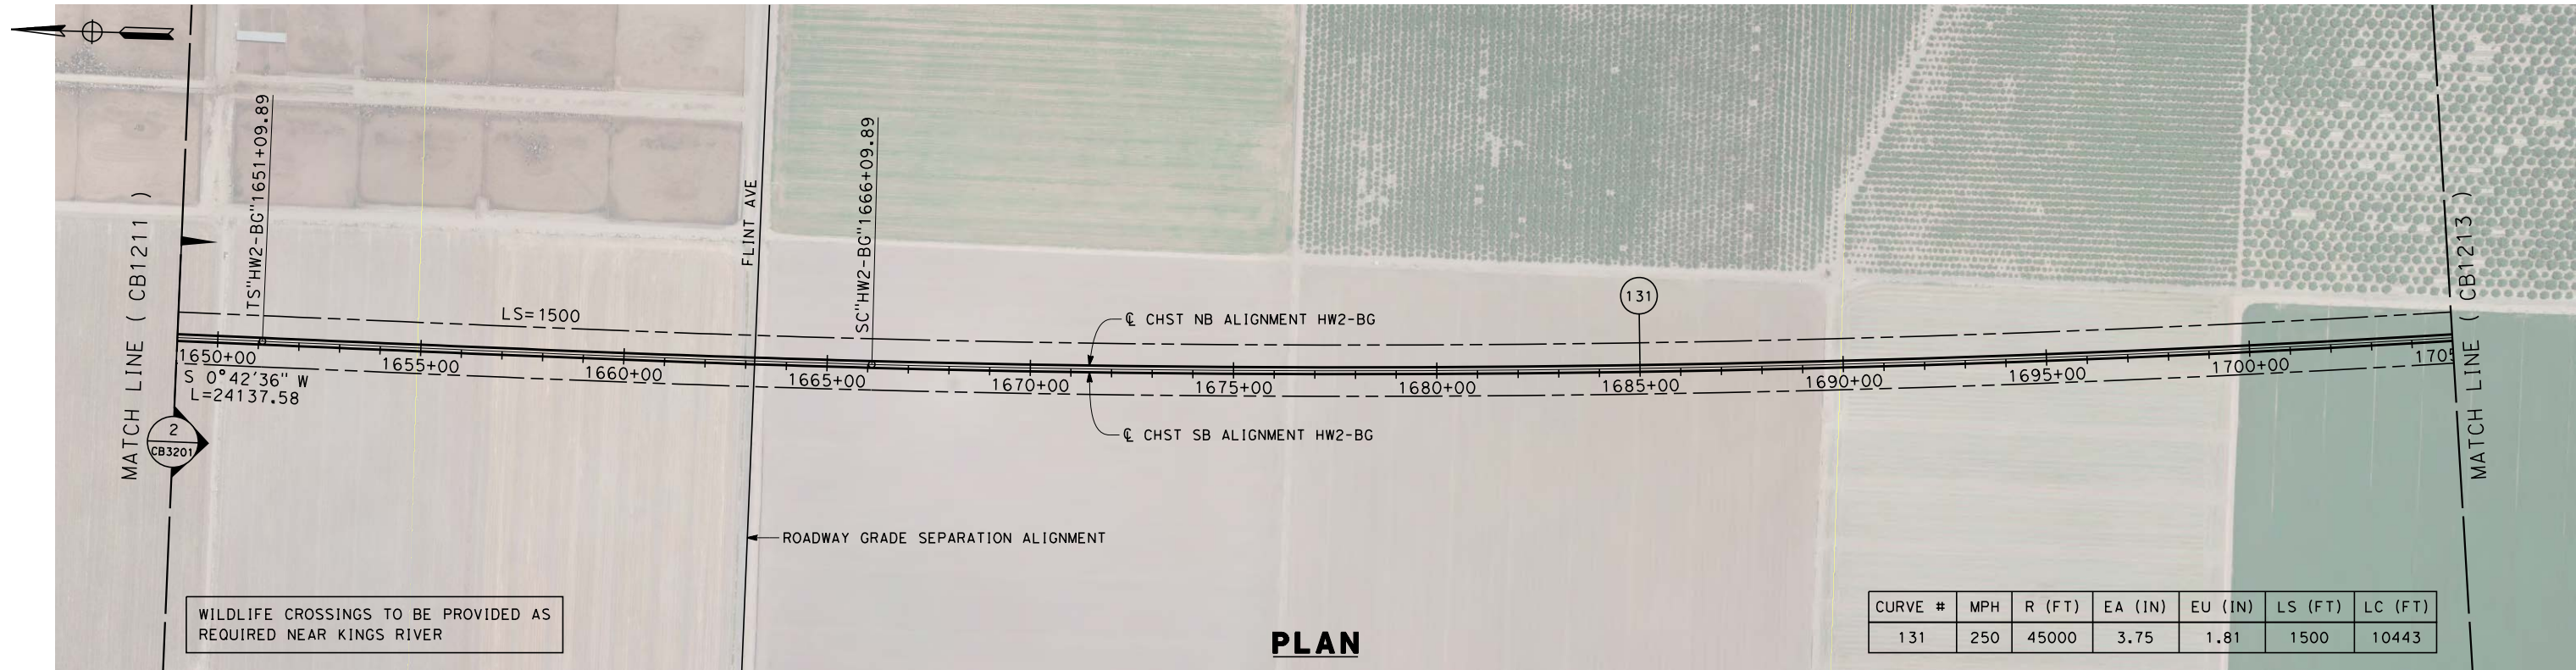 MATCH LINE ( CB1211 )
TS"HW2-BG"1651+09.89
FLINT AVE
SC"HW2-BG"1666+09.89
MATCH LINE ( CB1213 )
LS=1500
℄ CHST NB ALIGNMENT HW2-BG
131
1650+00
1655+00
1660+00
1665+00
1670+00
1675+00
1680+00
1685+00
1690+00
1695+00
1700+00
1705
S 0°42'36" W
L=24137.58
2
CB3201
℄ CHST SB ALIGNMENT HW2-BG
ROADWAY GRADE SEPARATION ALIGNMENT
WILDLIFE CROSSINGS TO BE PROVIDED AS
REQUIRED NEAR KINGS RIVER
PLAN
CURVE # MPH R (FT) EA (IN) EU (IN) LS (FT) LC (FT)
131 250 45000 3.75 1.81 1500 10443